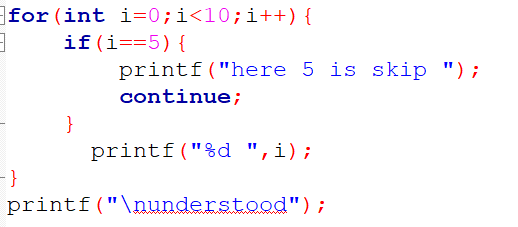 for(int i=0;i<10;i++){
if(i==5){
printf("here 5 is skip ");
continue;
}
printf("%d ",i);
}
printf("\nunderstood");